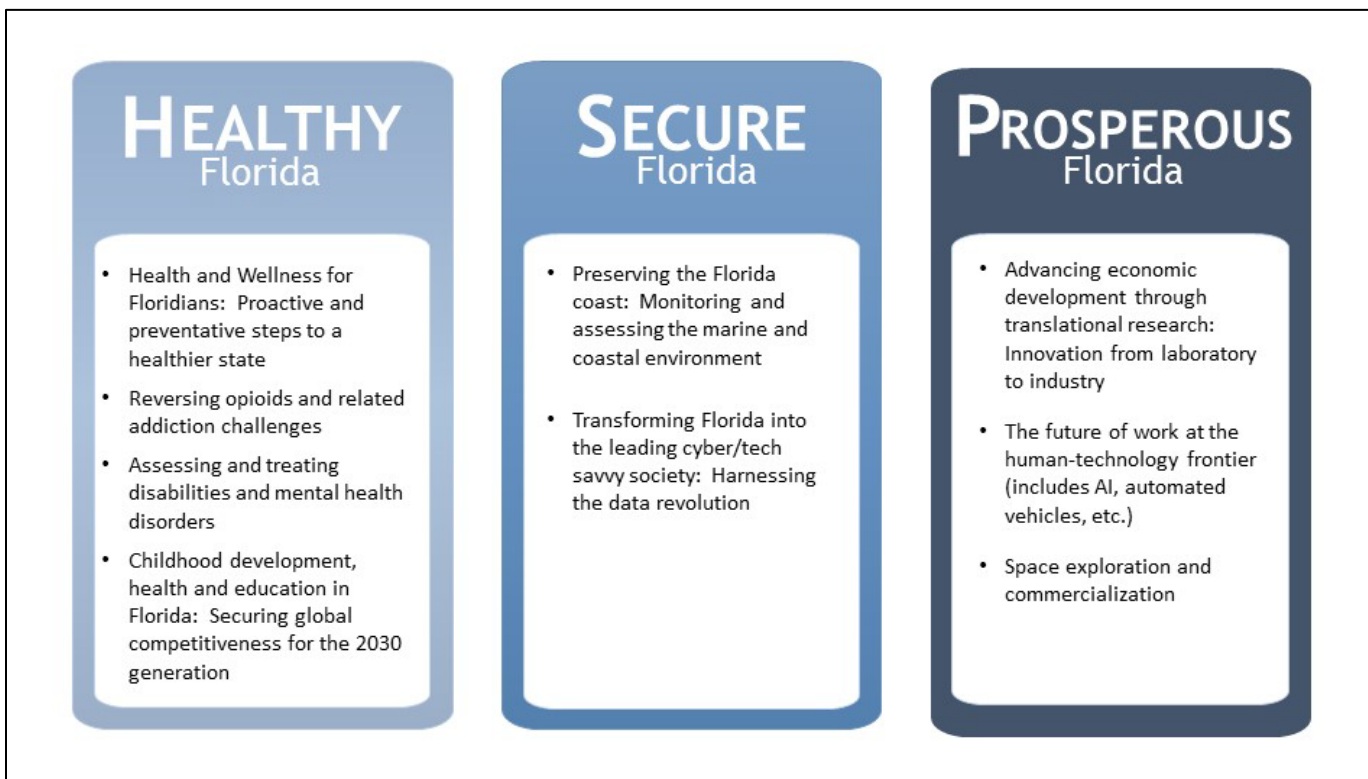 HEALTHY
Florida
• Health and Wellness for
Floridians: Proactive and
preventative steps to a
healthier state
• Reversing opioids and related
addiction challenges
• Assessing and treating
disabilities and mental health
disorders
• Childhood development,
health and education in
Florida: Securing global
competitiveness for the 2030
generation
SECURE
Florida
• Preserving the Florida
coast: Monitoring and
assessing the marine and
coastal environment
• Transforming Florida into
the leading cyber/tech
savvy society: Harnessing
the data revolution
PROSPEROUS
Florida
• Advancing economic
development through
translational research:
Innovation from laboratory
to industry
• The future of work at the
human-technology frontier
(includes AI, automated
vehicles, etc.)
• Space exploration and
commercialization